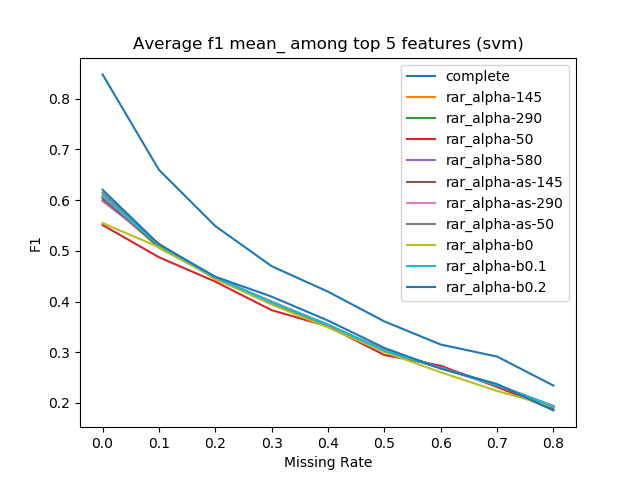 Average f1 mean_ among top 5 features (svm)
complete
rar_alpha-145
rar_alpha-290
rar_alpha-50
rar_alpha-580
rar_alpha-as-145
rar_alpha-as-290
rar_alpha-as-50
rar_alpha-b0
rar_alpha-b0.1
rar_alpha-b0.2
F1
0.8
0.7
0.6
0.5
0.4
0.3
0.2
0.0 0.1 0.2 0.3 0.4 0.5 0.6 0.7 0.8
Missing Rate